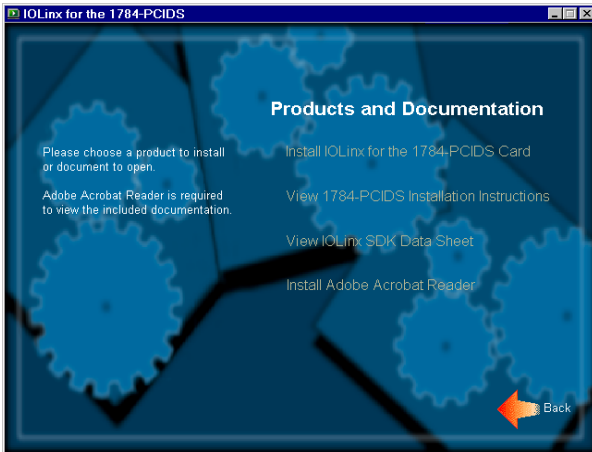 IOLinx for the 1784-PCIDS
Products and Documentation
Please choose a product to install
or document to open.
Adobe Acrobat Reader is required
to view the included documentation.
Install IOLinx for the 1784-PCIDS Card
View 1784-PCIDS Installation Instructions
View IOLinx SDK Data Sheet
Install Adobe Acrobat Reader
Back